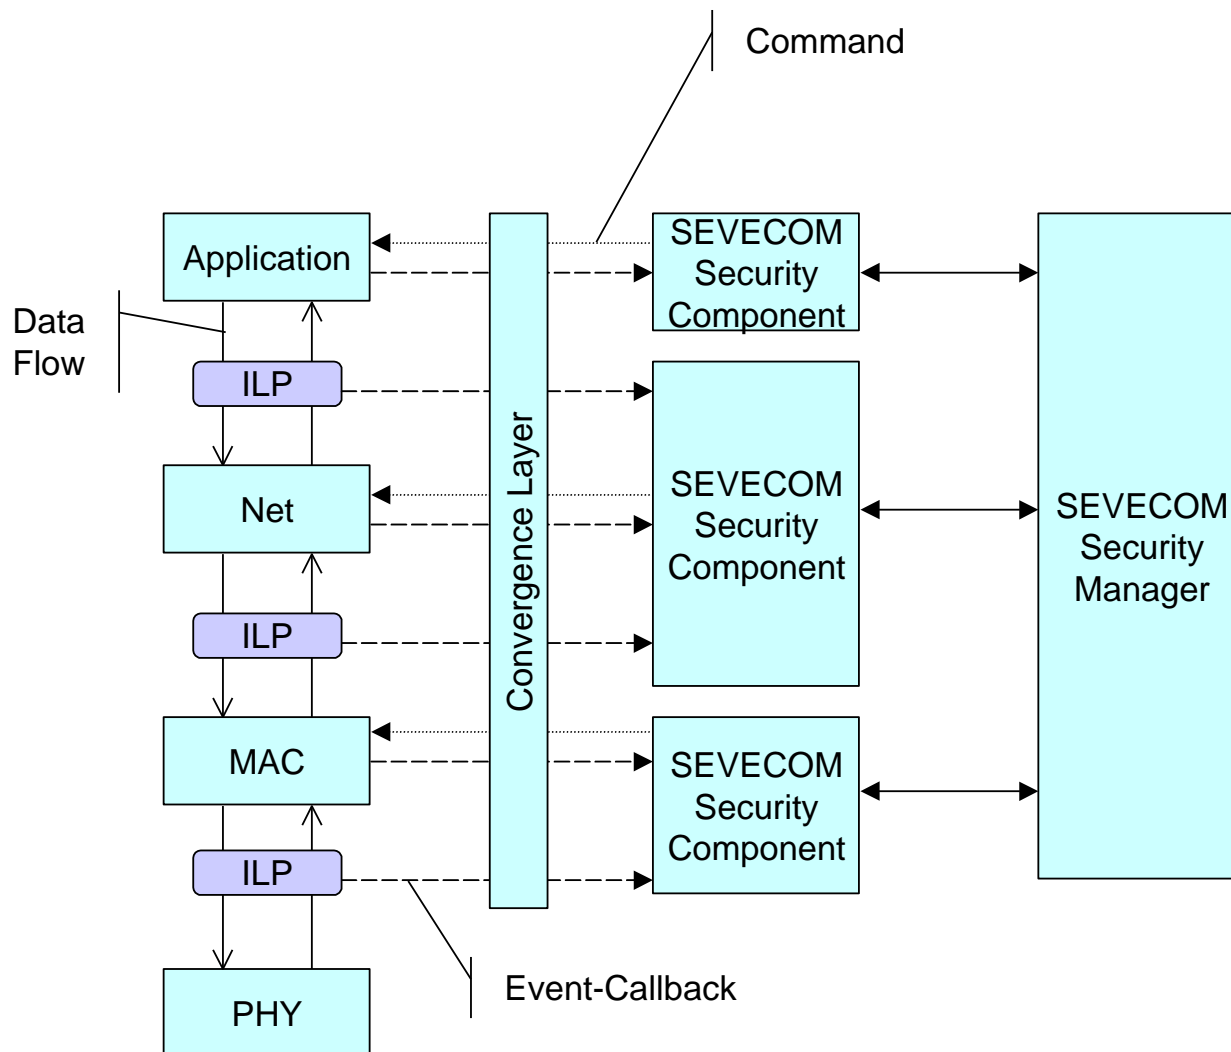 Command
Application
SEVECOM
Security
Component
Data
Flow
ILP
Convergence Layer
Net
SEVECOM
Security
Component
SEVECOM
Security
Manager
ILP
MAC
SEVECOM
Security
Component
ILP
Event-Callback
PHY